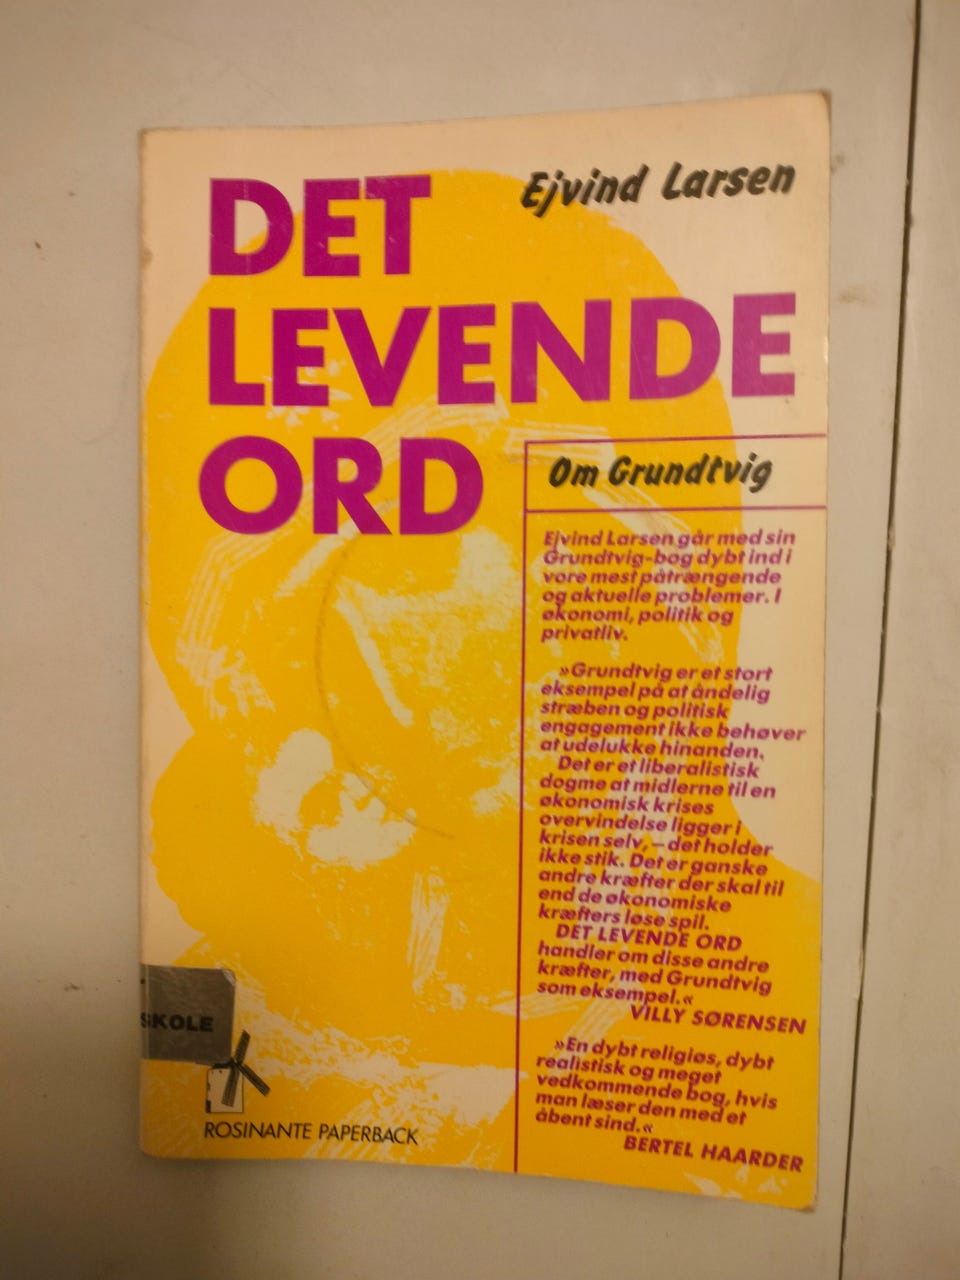 DET
LEVENDE
ORD
Ejvind Larsen
Om Grundtvig
Ejvind Larsen går med sin
Grundtvig-bog dybt ind i
vore mest påtrængende
og aktuelle problemer. I
økonomi, politik og
privatliv.
»Grundtvig er et stort
eksempel på at åndelig
stræben og politisk
engagement ikke behøver
at udelukke hinanden.
Det er et liberalistisk
dogme at midlerne til en
økonomisk krises
overvindelse ligger i
krisen selv, – det holder
ikke stik. Det er ganske
andre kræfter der skal til
end de økonomiske
kræfters løse spil.
DET LEVENDE ORD
handler om disse andre
kræfter, med Grundtvig
som eksempel.«
VILLY SØRENSEN
»En dybt religiøs, dybt
realistisk og meget
vedkommende bog, hvis
man læser den med et
åbent sind.«
BERTEL HAARDER
SKOLE
ROSINANTE PAPERBACK